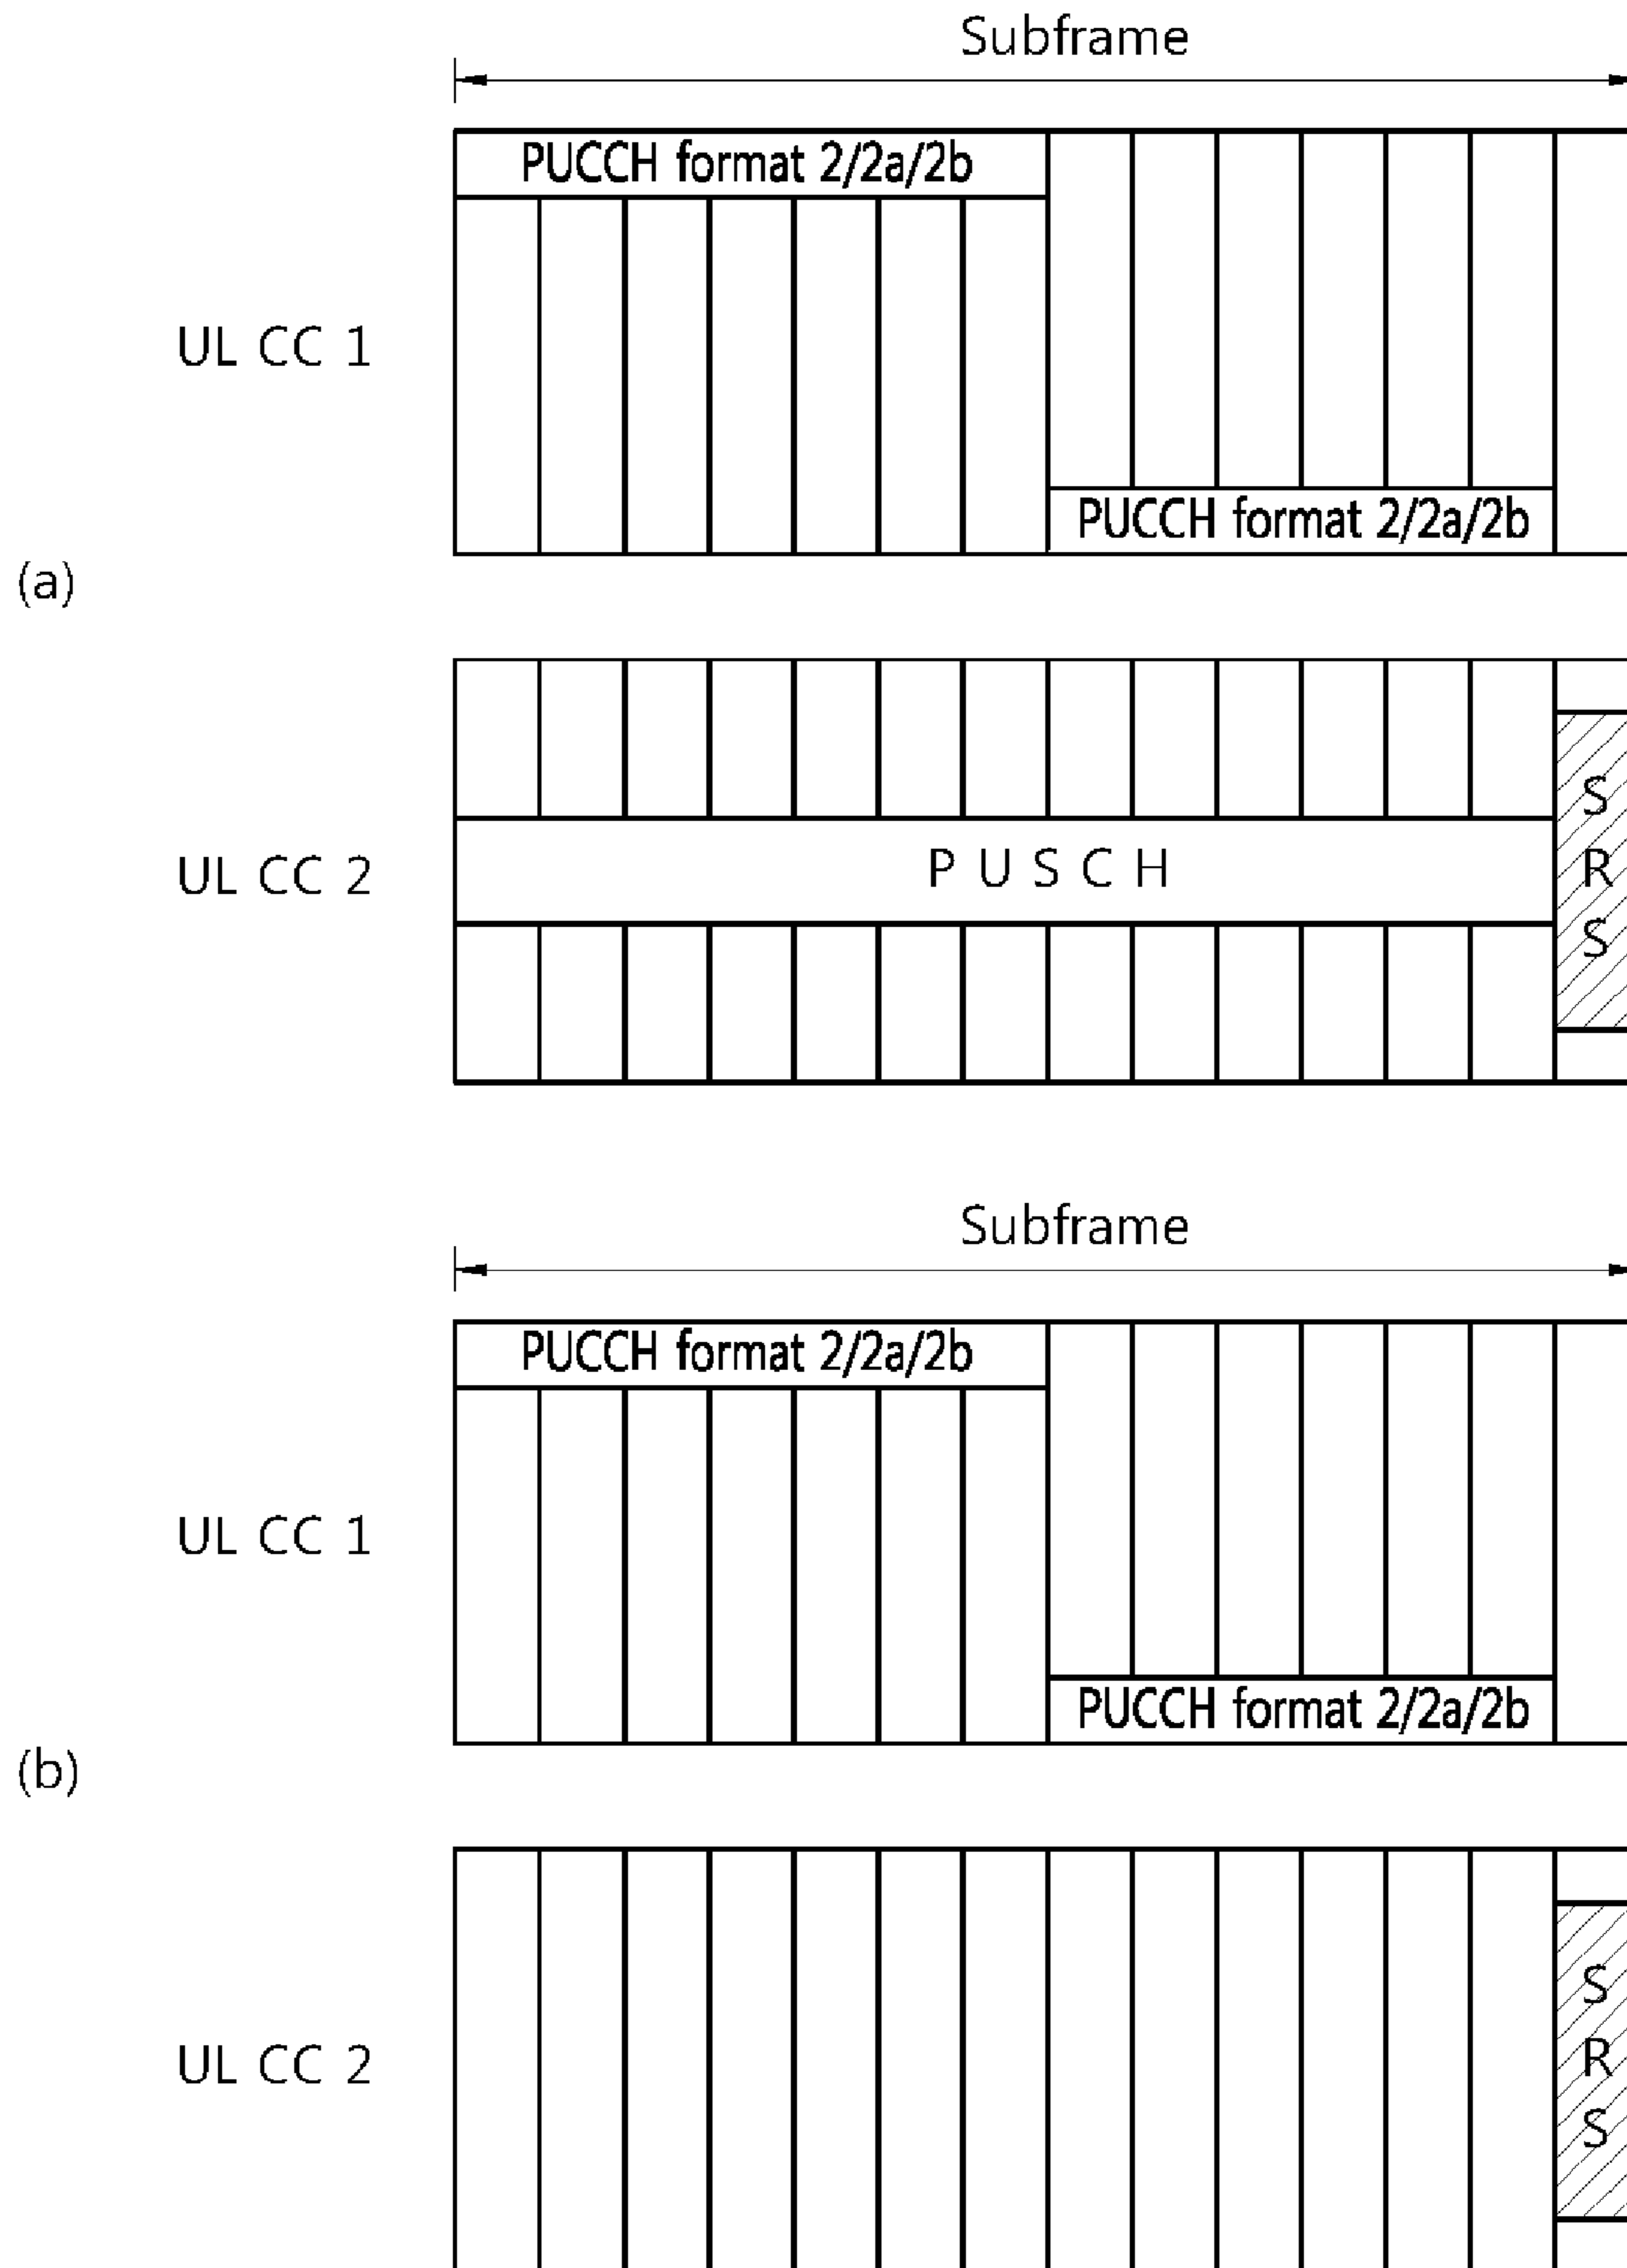 Subframe
PUCCH format 2/2a/2b
UL CC 1
PUCCH format 2/2a/2b
(a)
UL CC 2
P U S C H
S
R
S
Subframe
PUCCH format 2/2a/2b
UL CC 1
PUCCH format 2/2a/2b
(b)
UL CC 2
S
R
S